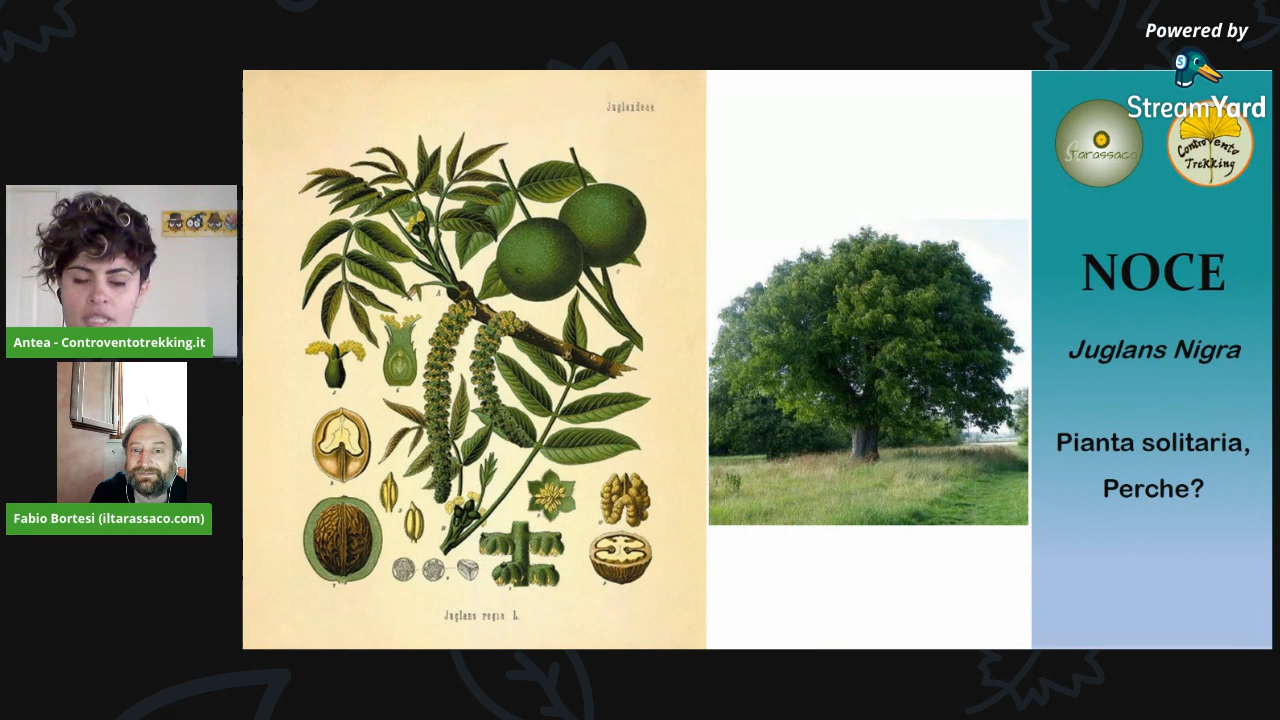 Powered by
StreamYard
Juglandeae
Tarassaco
Controvento
Trekking
Antea - Controventotrekking.it
NOCE
Juglans Nigra
Pianta solitaria,
Perche?
Fabio Bortesi (iltarassaco.com)
Juglans regia L.